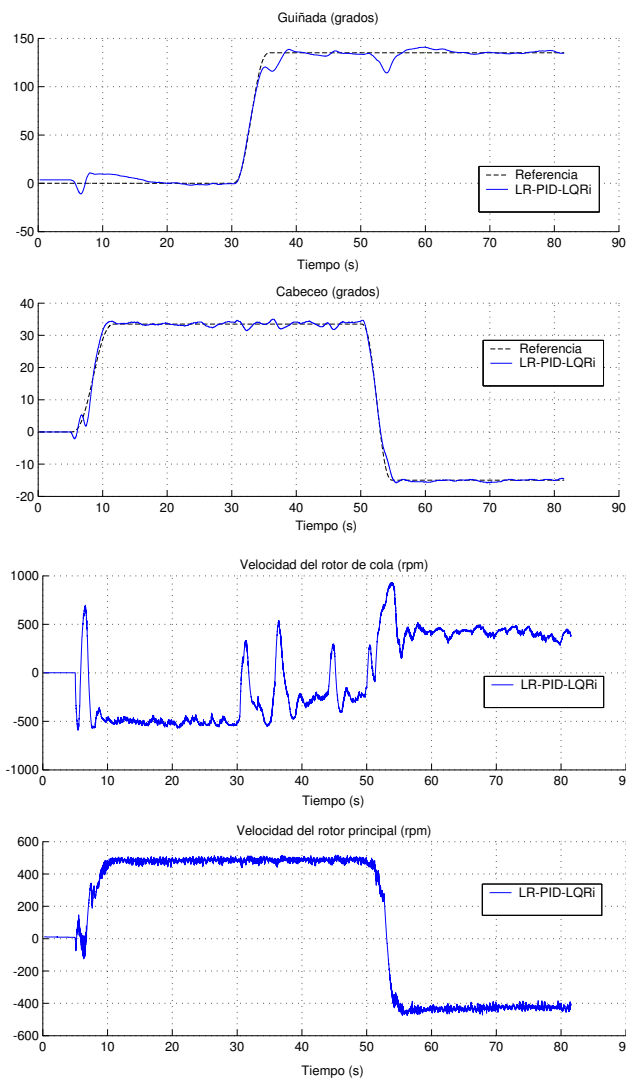 Guiñada (grados)
150
100
50
0
-50
0 10 20 30 40 50 60 70 80 90
Tiempo (s)
Referencia
LR-PID-LQRi
Cabeceo (grados)
40
30
20
10
0
-10
-20
0 10 20 30 40 50 60 70 80 90
Tiempo (s)
Referencia
LR-PID-LQRi
Velocidad del rotor de cola (rpm)
1000
500
0
-500
-1000
0 10 20 30 40 50 60 70 80 90
Tiempo (s)
LR-PID-LQRi
Velocidad del rotor principal (rpm)
600
400
200
0
-200
-400
-600
0 10 20 30 40 50 60 70 80 90
Tiempo (s)
LR-PID-LQRi